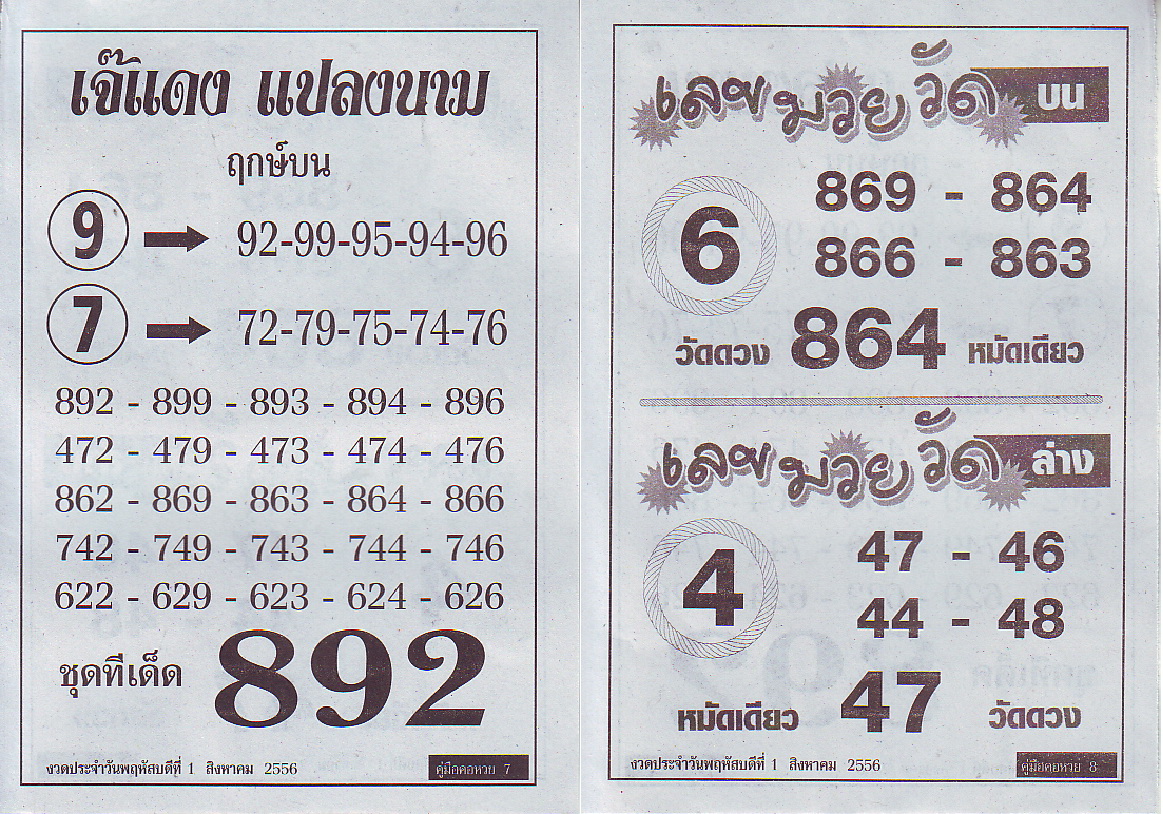 เจ๊แดง แปลงนาม
ฤกษ์บน
9 92-99-95-94-96
7 72-79-75-74-76
892 - 899 - 893 - 894 - 896
472 - 479 - 473 - 474 - 476
862 - 869 - 863 - 864 - 866
742 - 749 - 743 - 744 - 746
622 - 629 - 623 - 624 - 626
ชุดทีเด็ด 892
งวดประจำวันพฤหัสบดีที่ 1 สิงหาคม 2556
คู่มือคอหวย 7
เลขมวยวัด บน
6
869 - 864
866 - 863
วัดดวง 864 หมัดเดียว
เลขมวยวัด ล่าง
4
47 - 46
44 - 48
หมัดเดียว 47 วัดดวง
งวดประจำวันพฤหัสบดีที่ 1 สิงหาคม 2556
คู่มือคอหวย 8